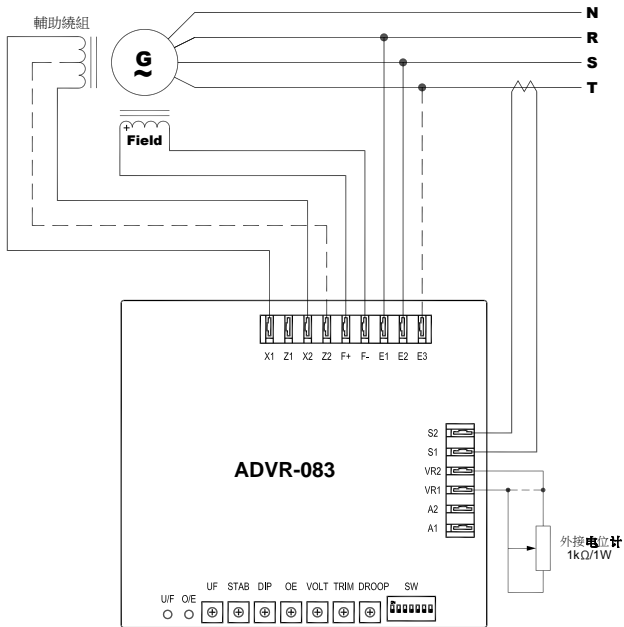 輔助繞組
N
R
S
T
G
~
+
Field
X1 Z1 X2 Z2 F+ F- E1 E2 E3
S2
S1
VR2
VR1
A2
A1
ADVR-083
外接电位计
1kΩ/1W
UF STAB DIP OE VOLT TRIM DROOP SW
U/F O/E
ON